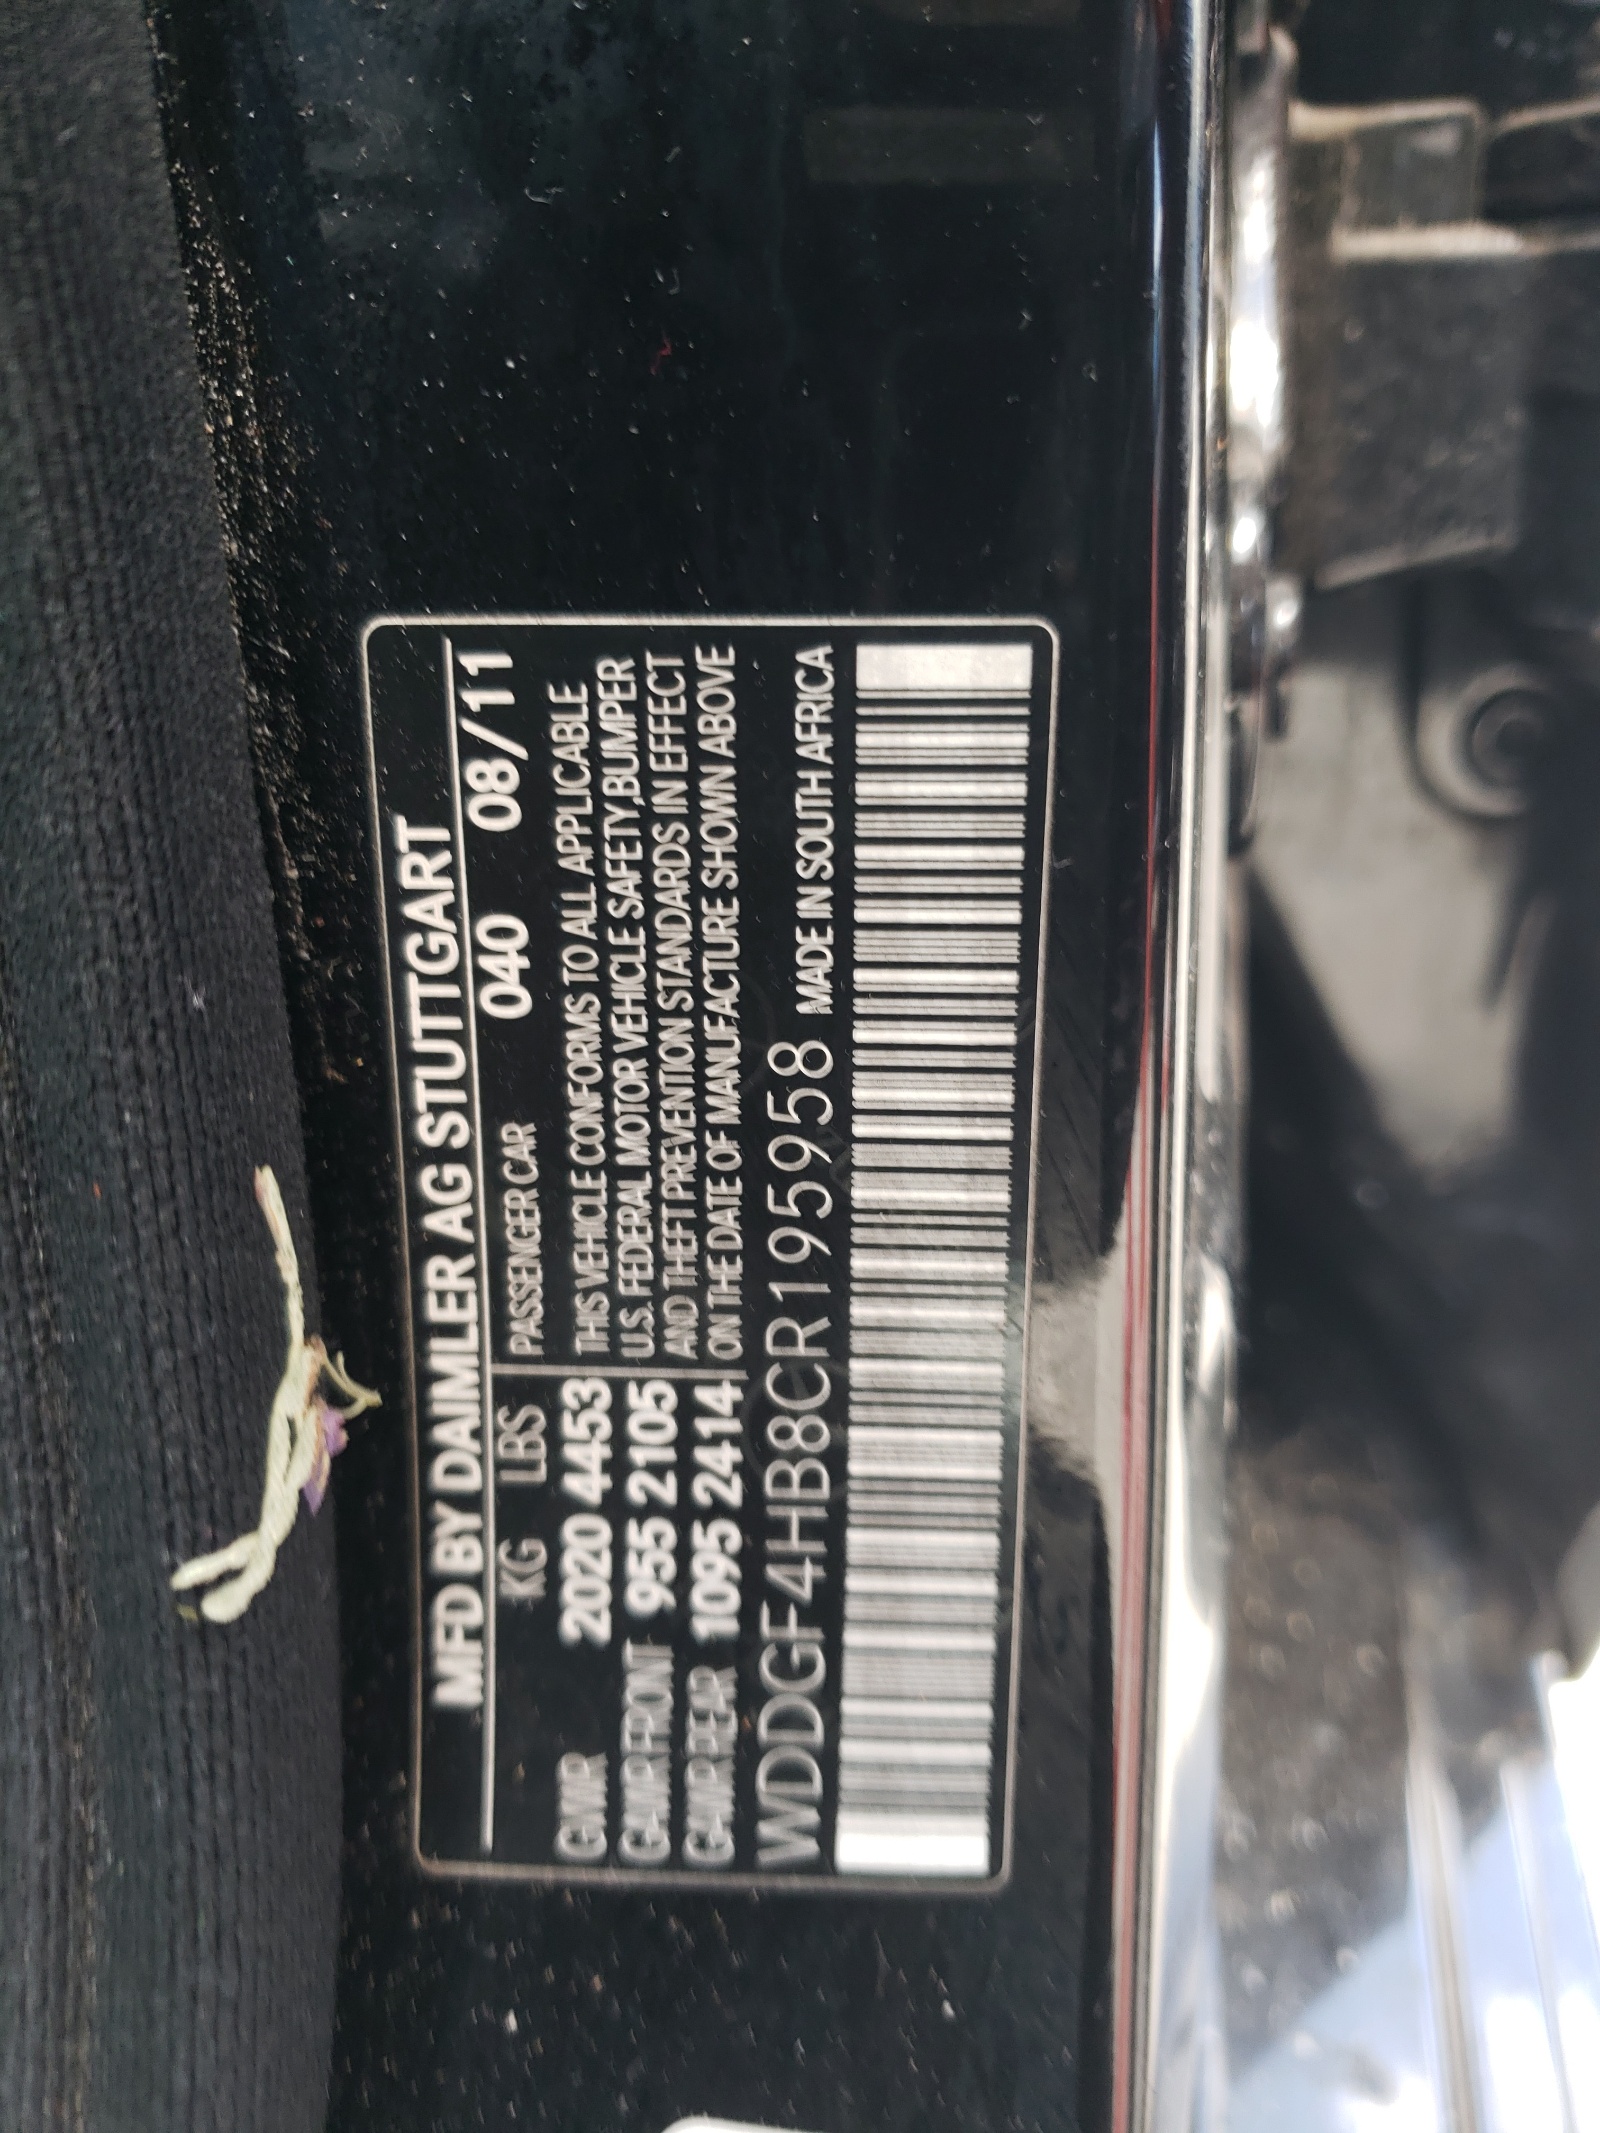 MFD BY DAIMLER AG STUTTGART
KG LBS PASSENGER CAR 040 08/11
GVWR 2020 4453 THIS VEHICLE CONFORMS TO ALL APPLICABLE
GAWR FRONT 955 2105 U.S. FEDERAL MOTOR VEHICLE SAFETY,BUMPER
GAWR REAR 1095 2414 AND THEFT PREVENTION STANDARDS IN EFFECT
ON THE DATE OF MANUFACTURE SHOWN ABOVE
WDDGF4HB8CR195958 MADE IN SOUTH AFRICA